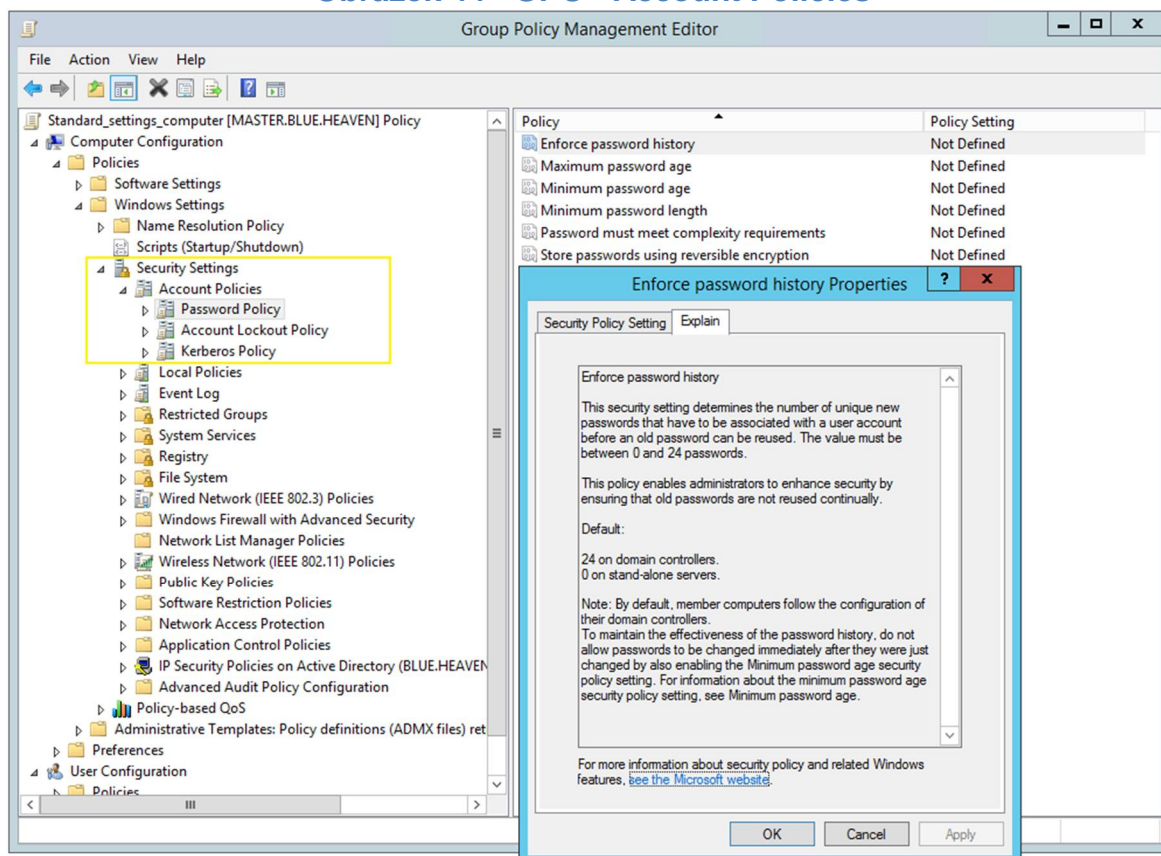 Group Policy Management Editor
File Action View Help
Standard_settings_computer [MASTER.BLUE.HEAVEN] Policy
Computer Configuration
Policies
Software Settings
Windows Settings
Name Resolution Policy
Scripts (Startup/Shutdown)
Security Settings
Account Policies
Password Policy
Account Lockout Policy
Kerberos Policy
Local Policies
Event Log
Restricted Groups
System Services
Registry
File System
Wired Network (IEEE 802.3) Policies
Windows Firewall with Advanced Security
Network List Manager Policies
Wireless Network (IEEE 802.11) Policies
Public Key Policies
Software Restriction Policies
Network Access Protection
Application Control Policies
IP Security Policies on Active Directory (BLUE.HEAVEN
Advanced Audit Policy Configuration
Policy-based QoS
Administrative Templates: Policy definitions (ADMX files) ret
Preferences
User Configuration
Policies
Policy Policy Setting
Enforce password history Not Defined
Maximum password age Not Defined
Minimum password age Not Defined
Minimum password length Not Defined
Password must meet complexity requirements Not Defined
Store passwords using reversible encryption Not Defined
Enforce password history Properties ? x
Security Policy Setting Explain
Enforce password history
This security setting determines the number of unique new
passwords that have to be associated with a user account
before an old password can be reused. The value must be
between 0 and 24 passwords.
This policy enables administrators to enhance security by
ensuring that old passwords are not reused continually.
Default:
24 on domain controllers.
0 on stand-alone servers.
Note: By default, member computers follow the configuration of
their domain controllers.
To maintain the effectiveness of the password history, do not
allow passwords to be changed immediately after they were just
changed by also enabling the Minimum password age security
policy setting. For information about the minimum password age
security policy setting, see Minimum password age.
For more information about security policy and related Windows
features, see the Microsoft website.
OK Cancel Apply